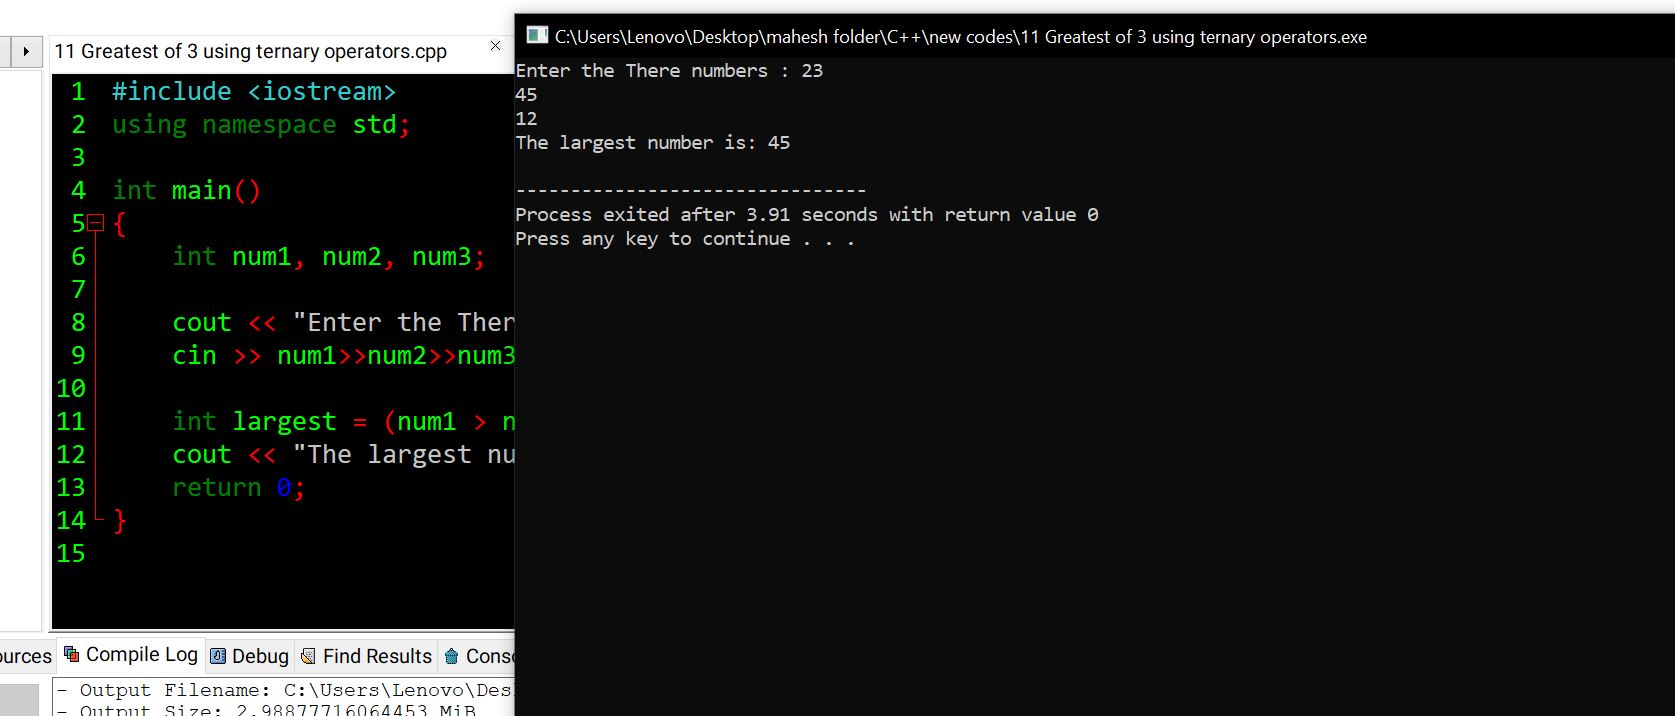 11 Greatest of 3 using ternary operators.cpp
1 #include <iostream>
2 using namespace std;
3
4 int main()
5 {
6 int num1, num2, num3;
7
8 cout << "Enter the Ther
9 cin >> num1>>num2>>num3
10
11 int largest = (num1 > n
12 cout << "The largest nu
13 return 0;
14 }
15
ources Compile Log Debug Find Results Conso
- Output Filename: C:\Users\Lenovo\Des
- Output Size: 2.98877716064453 MiB
C:\Users\Lenovo\Desktop\mahesh folder\C++\new codes\11 Greatest of 3 using ternary operators.exe
Enter the There numbers : 23
45
12
The largest number is: 45
--------------------------------
Process exited after 3.91 seconds with return value 0
Press any key to continue . . .